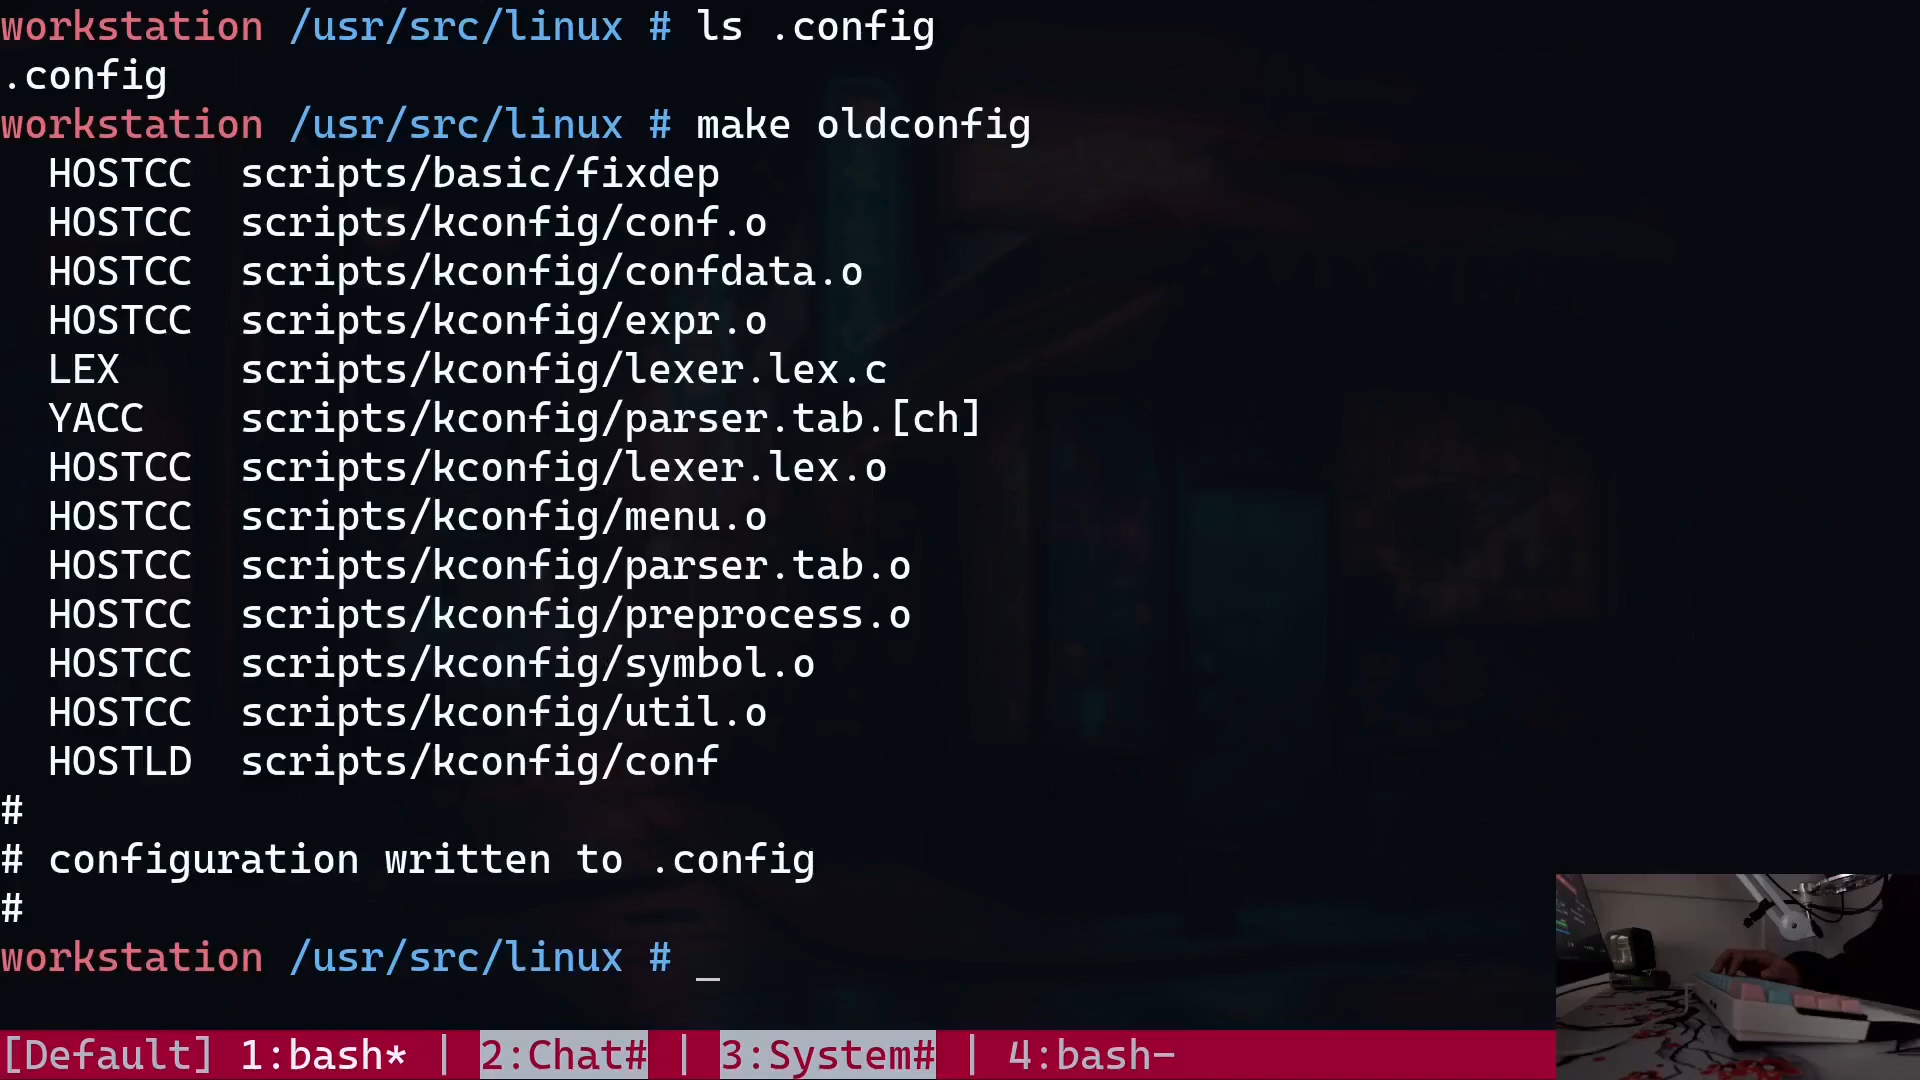 workstation /usr/src/linux # ls .config
.config
workstation /usr/src/linux # make oldconfig
  HOSTCC  scripts/basic/fixdep
  HOSTCC  scripts/kconfig/conf.o
  HOSTCC  scripts/kconfig/confdata.o
  HOSTCC  scripts/kconfig/expr.o
  LEX     scripts/kconfig/lexer.lex.c
  YACC    scripts/kconfig/parser.tab.[ch]
  HOSTCC  scripts/kconfig/lexer.lex.o
  HOSTCC  scripts/kconfig/menu.o
  HOSTCC  scripts/kconfig/parser.tab.o
  HOSTCC  scripts/kconfig/preprocess.o
  HOSTCC  scripts/kconfig/symbol.o
  HOSTCC  scripts/kconfig/util.o
  HOSTLD  scripts/kconfig/conf
#
# configuration written to .config
#
workstation /usr/src/linux # _
[Default] 1:bash* | 2:Chat# | 3:System# | 4:bash-